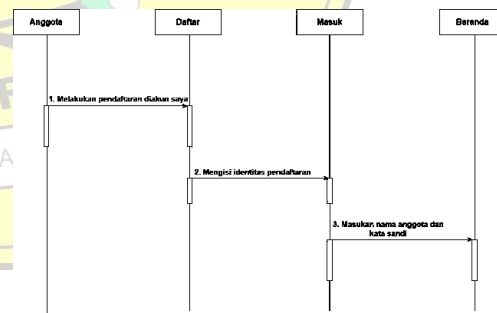 Anggota
Daftar
Masuk
Beranda
1. Melakukan pendaftaran diakun saya
2. Mengisi identitas pendaftaran
3. Masukan nama anggota dan
kata sandi